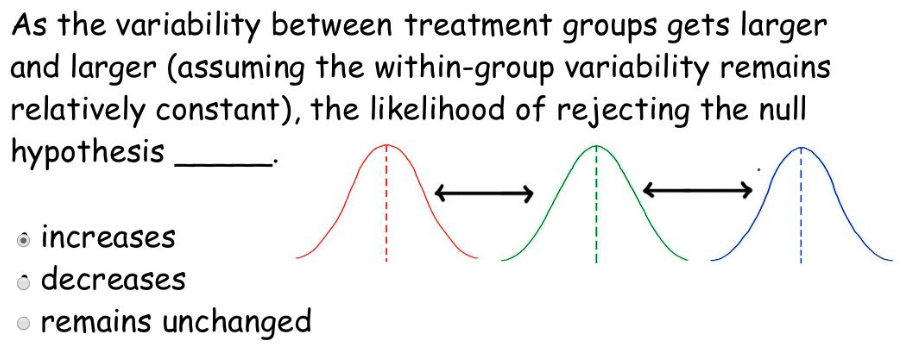 As the variability between treatment groups gets larger
and larger (assuming the within-group variability remains
relatively constant), the likelihood of rejecting the null
hypothesis ______.
increases
decreases
remains unchanged